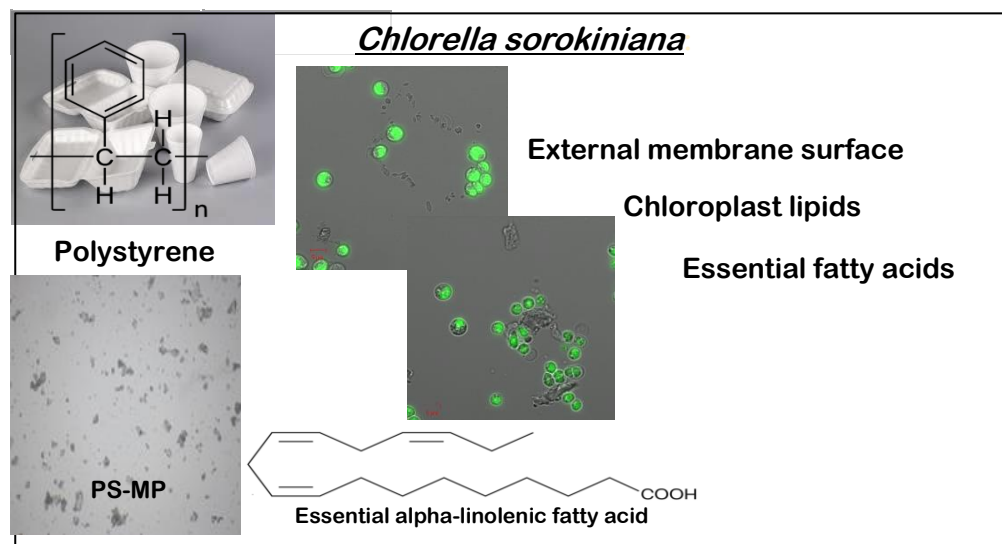 Chlorella sorokiniana
H
C
C
H
H
n
Polystyrene
External membrane surface
Chloroplast lipids
Essential fatty acids
PS-MP
COOH
Essential alpha-linolenic fatty acid